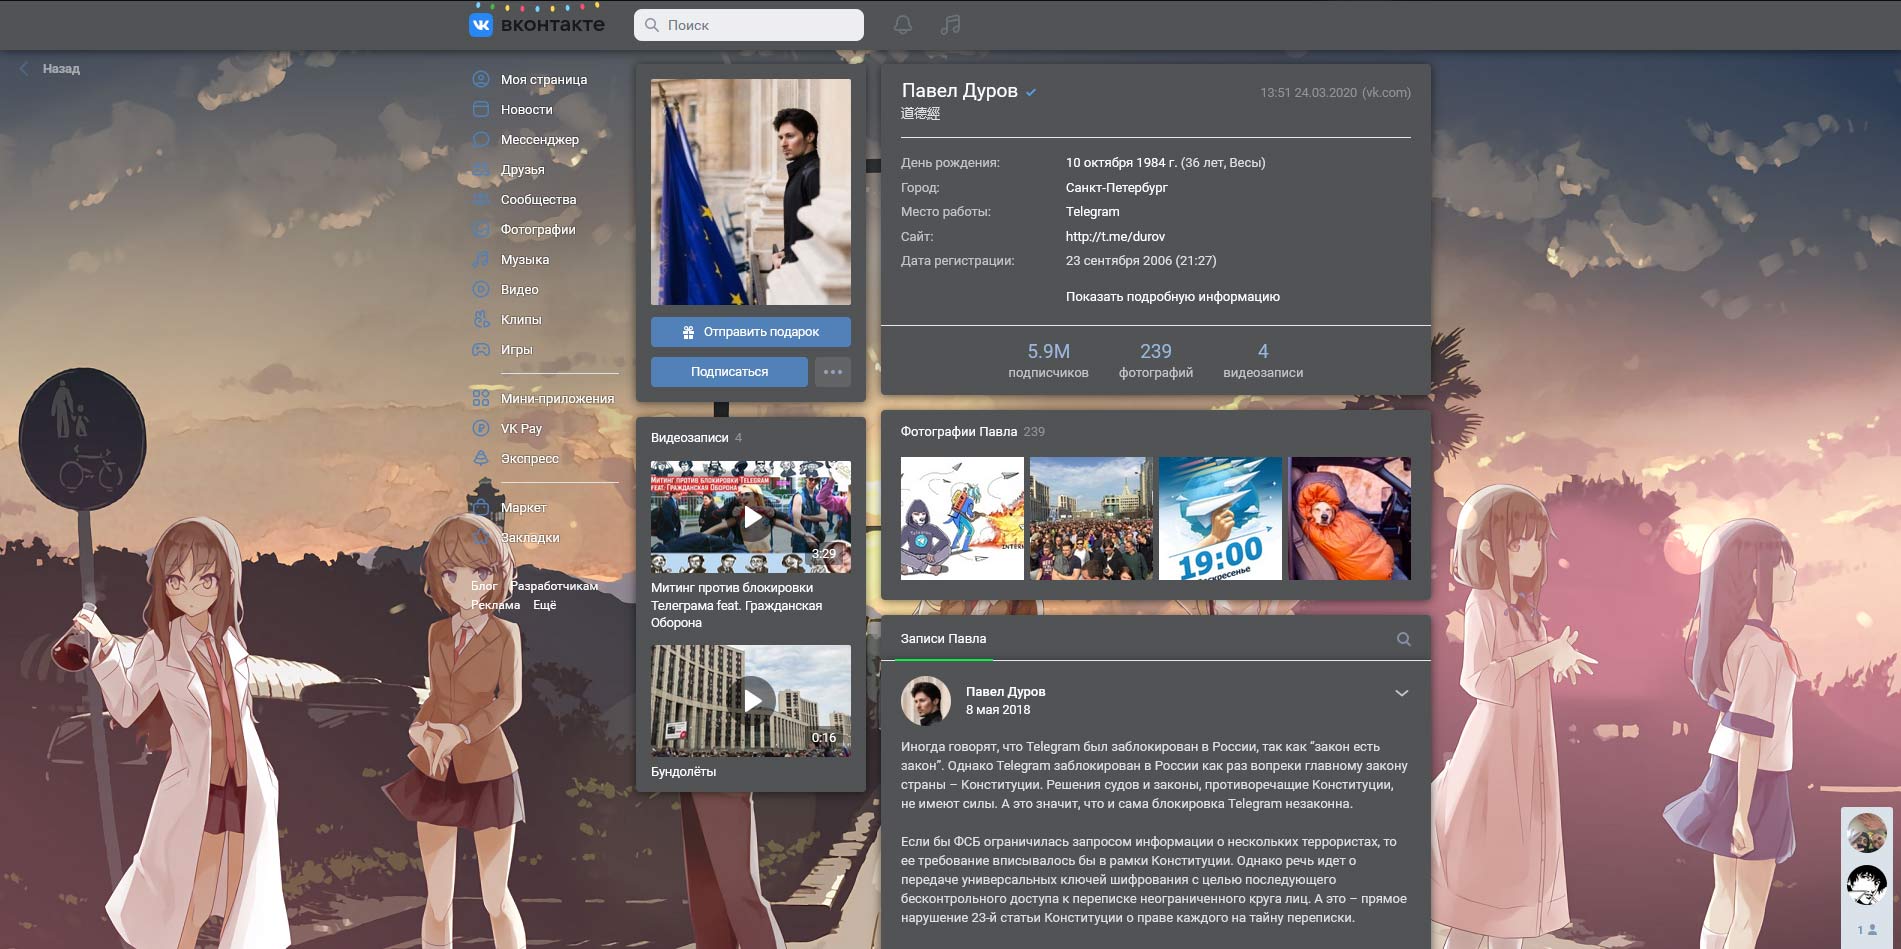 вконтакте
Поиск
Назад
Моя страница
Новости
Мессенджер
Друзья
Сообщества
Фотографии
Музыка
Видео
Клипы
Игры
Мини-приложения
VK Pay
Экспресс
Маркет
Закладки
Блог Разработчикам
Реклама Ещё
Отправить подарок
Подписаться
Видеозаписи 4
МИТИНГ ПРОТИВ БЛОКИРОВКИ TELEGRAM
FEAT. ГРАЖДАНСКАЯ ОБОРОНА
3:29
Митинг против блокировки
Телеграма feat. Гражданская
Оборона
0:16
Бундолёты
Павел Дуров
13:51 24.03.2020 (vk.com)
道德經
День рождения: 10 октября 1984 г. (36 лет, Весы)
Город: Санкт-Петербург
Место работы: Telegram
Сайт: http://t.me/durov
Дата регистрации: 23 сентября 2006 (21:27)
Показать подробную информацию
5.9M 239 4
подписчиков фотографий видеозаписи
Фотографии Павла 239
INTER
19:00
Записи Павла
Павел Дуров
8 мая 2018
Иногда говорят, что Telegram был заблокирован в России, так как “закон есть
закон”. Однако Telegram заблокирован в России как раз вопреки главному закону
страны – Конституции. Решения судов и законы, противоречащие Конституции,
не имеют силы. А это значит, что и сама блокировка Telegram незаконна.
Если бы ФСБ ограничилась запросом информации о нескольких террористах, то
ее требование вписывалось бы в рамки Конституции. Однако речь идет о
передаче универсальных ключей шифрования с целью последующего
бесконтрольного доступа к переписке неограниченного круга лиц. А это – прямое
нарушение 23-й статьи Конституции о праве каждого на тайну переписки.
1